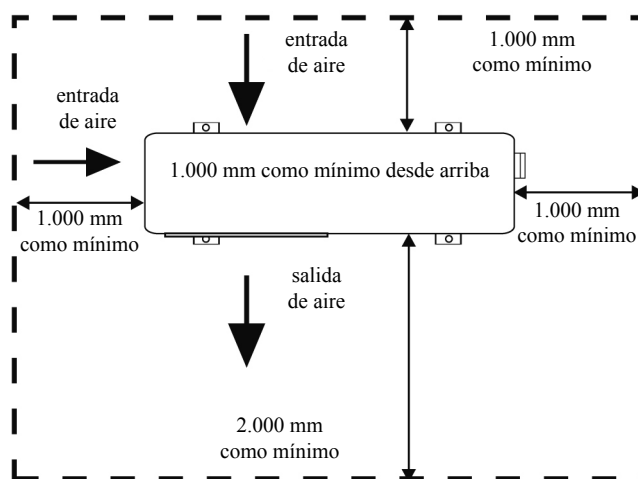 entrada
de aire
1.000 mm
como mínimo
entrada
de aire
1.000 mm como mínimo desde arriba
1.000 mm
como mínimo
1.000 mm
como mínimo
salida
de aire
2.000 mm
como mínimo